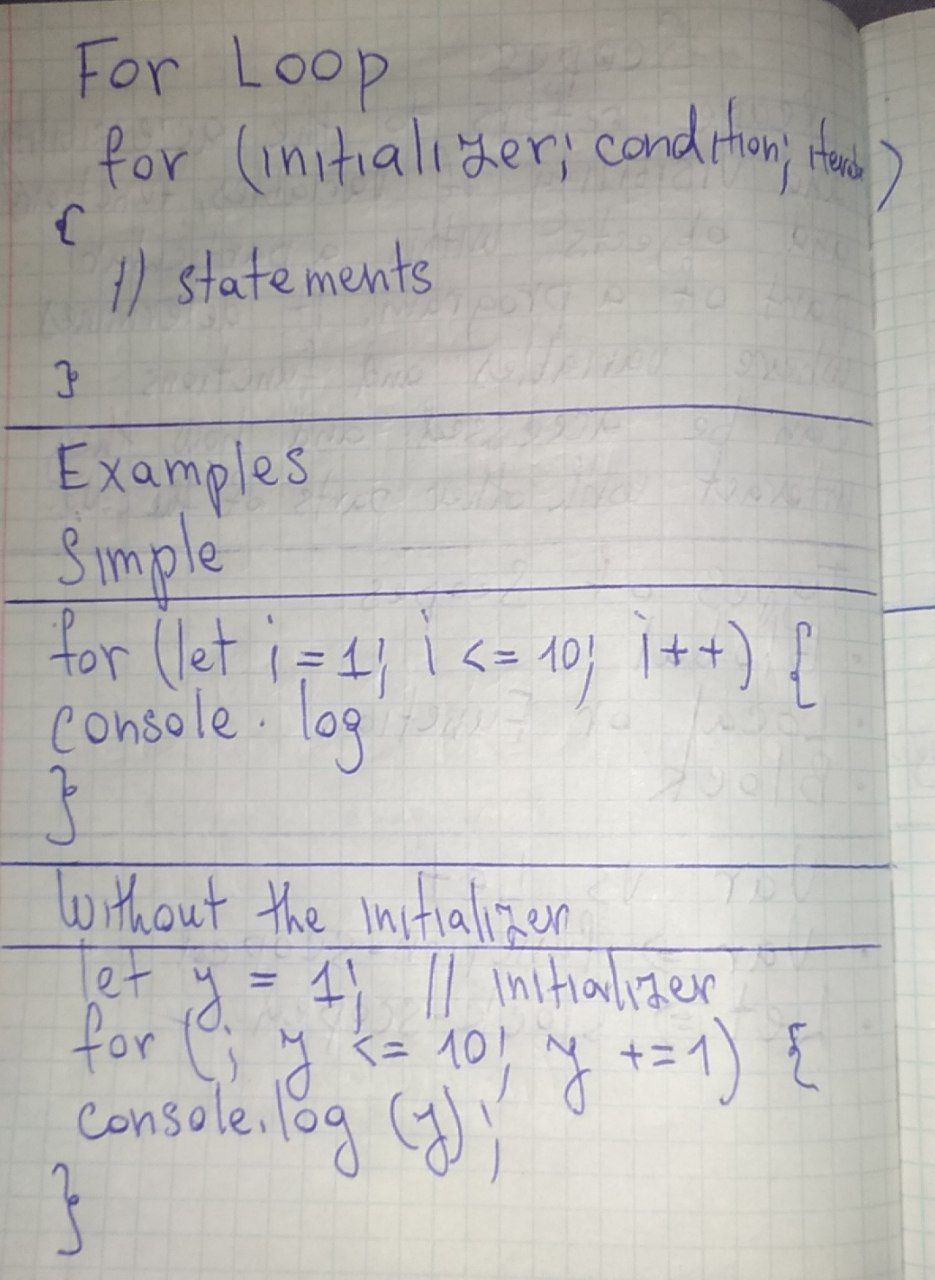 For Loop
for (initializer; condition; iterator)
{
// statements
}
Examples
Simple
for (let i = 1; i <= 10; i++) {
console. log
}
Without the initializer
let y = 1; // initializer
for (; y <= 10; y += 1) {
console.log (y);
}